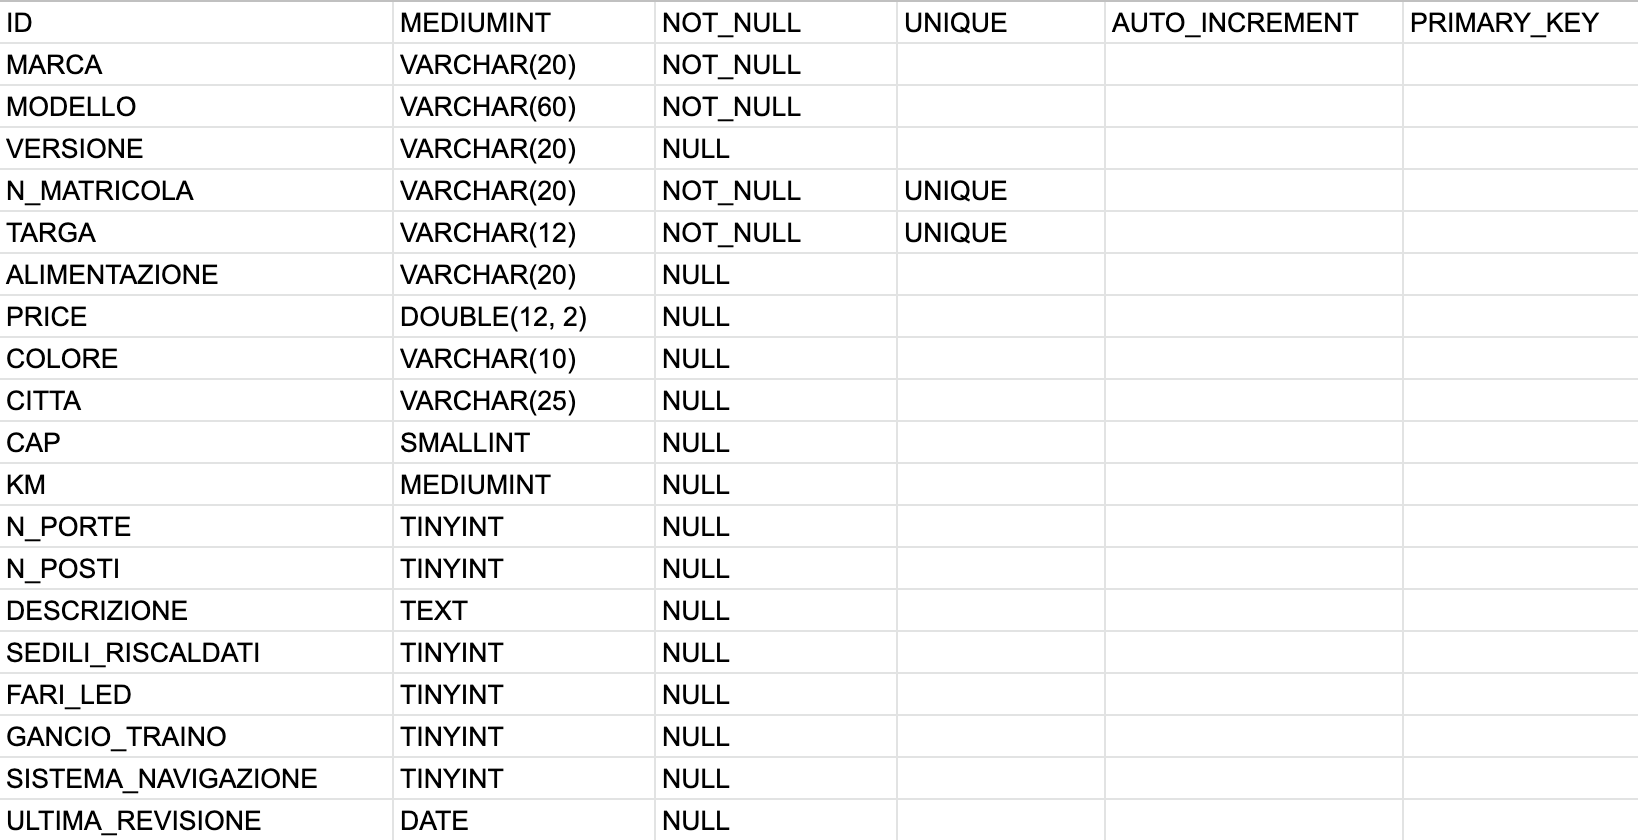 ID MEDIUMINT NOT_NULL UNIQUE AUTO_INCREMENT PRIMARY_KEY
MARCA VARCHAR(20) NOT_NULL
MODELLO VARCHAR(60) NOT_NULL
VERSIONE VARCHAR(20) NULL
N_MATRICOLA VARCHAR(20) NOT_NULL UNIQUE
TARGA VARCHAR(12) NOT_NULL UNIQUE
ALIMENTAZIONE VARCHAR(20) NULL
PRICE DOUBLE(12, 2) NULL
COLORE VARCHAR(10) NULL
CITTA VARCHAR(25) NULL
CAP SMALLINT NULL
KM MEDIUMINT NULL
N_PORTE TINYINT NULL
N_POSTI TINYINT NULL
DESCRIZIONE TEXT NULL
SEDILI_RISCALDATI TINYINT NULL
FARI_LED TINYINT NULL
GANCIO_TRAINO TINYINT NULL
SISTEMA_NAVIGAZIONE TINYINT NULL
ULTIMA_REVISIONE DATE NULL